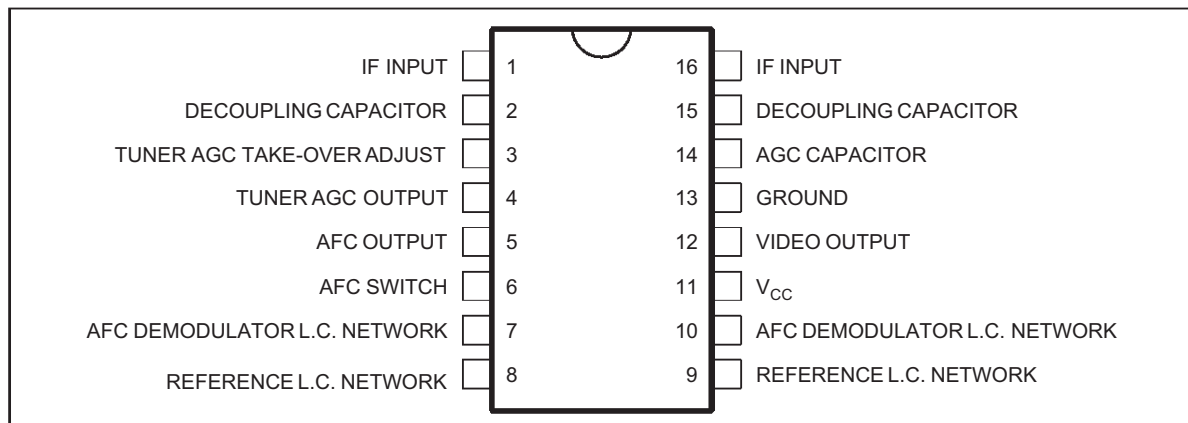 IF INPUT 1 16 IF INPUT
DECOUPLING CAPACITOR 2 15 DECOUPLING CAPACITOR
TUNER AGC TAKE-OVER ADJUST 3 14 AGC CAPACITOR
TUNER AGC OUTPUT 4 13 GROUND
AFC OUTPUT 5 12 VIDEO OUTPUT
AFC SWITCH 6 11 VCC
AFC DEMODULATOR L.C. NETWORK 7 10 AFC DEMODULATOR L.C. NETWORK
REFERENCE L.C. NETWORK 8 9 REFERENCE L.C. NETWORK